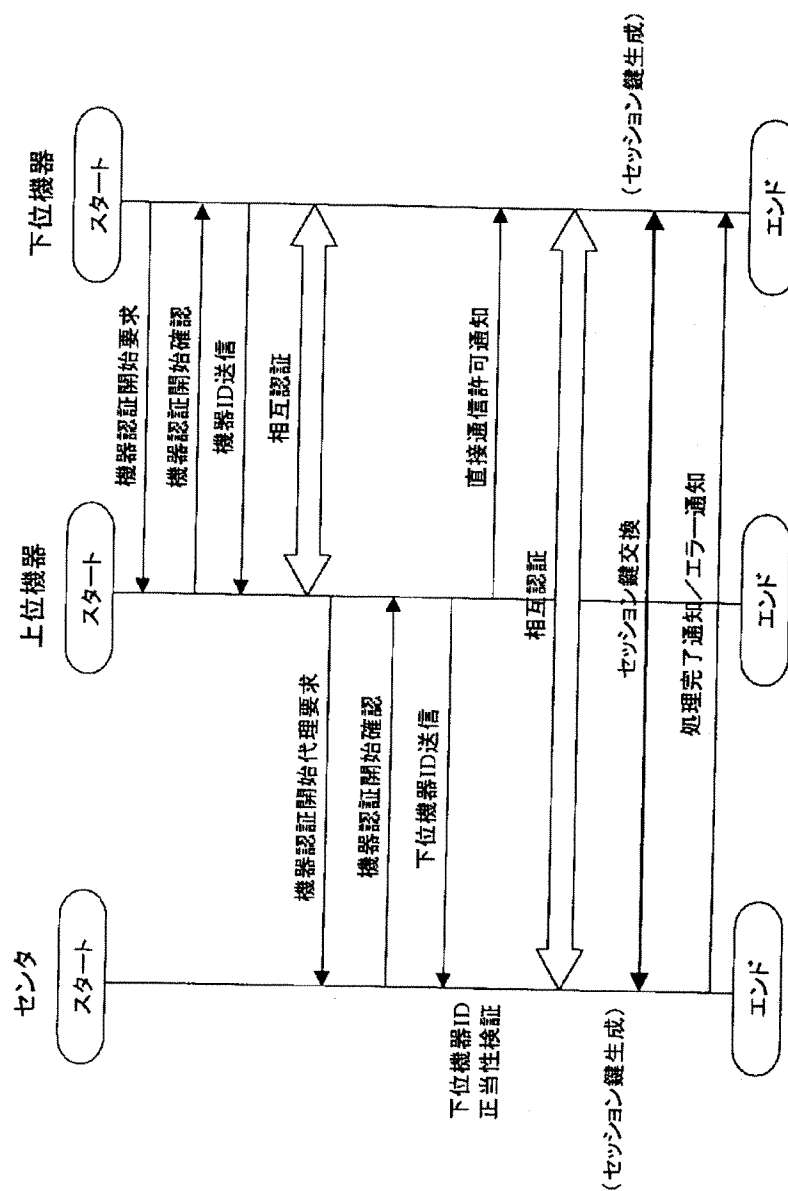 センタ
上位機器
下位機器
スタート
スタート
スタート
機器認証開始要求
機器認証開始確認
機器ID送信
相互認証
機器認証開始代理要求
機器認証開始確認
下位機器ID送信
下位機器ID
正当性検証
直接通信許可通知
相互認証
(セッション鍵生成)
(セッション鍵生成)
セッション鍵交換
処理完了通知/エラー通知
エンド
エンド
エンド